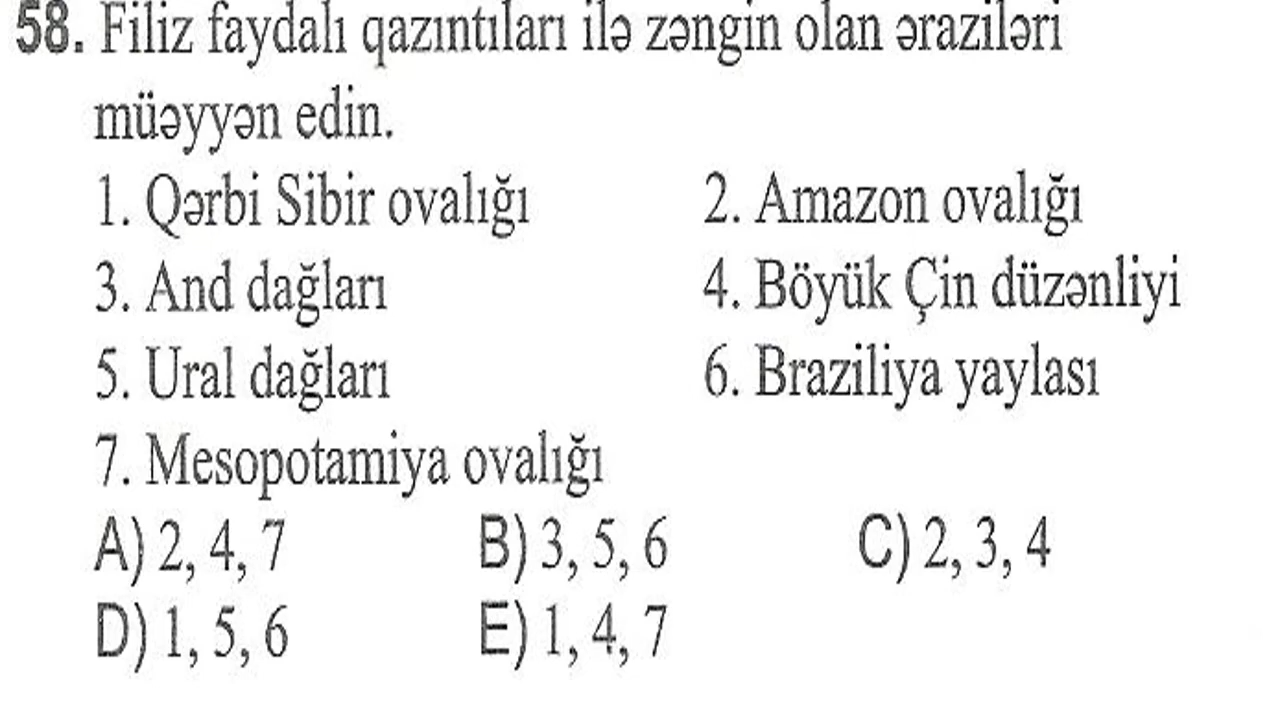 58. Filiz faydalı qazıntıları ilə zəngin olan əraziləri
müəyyən edin.
1. Qərbi Sibir ovalığı 2. Amazon ovalığı
3. And dağları 4. Böyük Çin düzənliyi
5. Ural dağları 6. Braziliya yaylası
7. Mesopotamiya ovalığı
A) 2, 4, 7 B) 3, 5, 6 C) 2, 3, 4
D) 1, 5, 6 E) 1, 4, 7